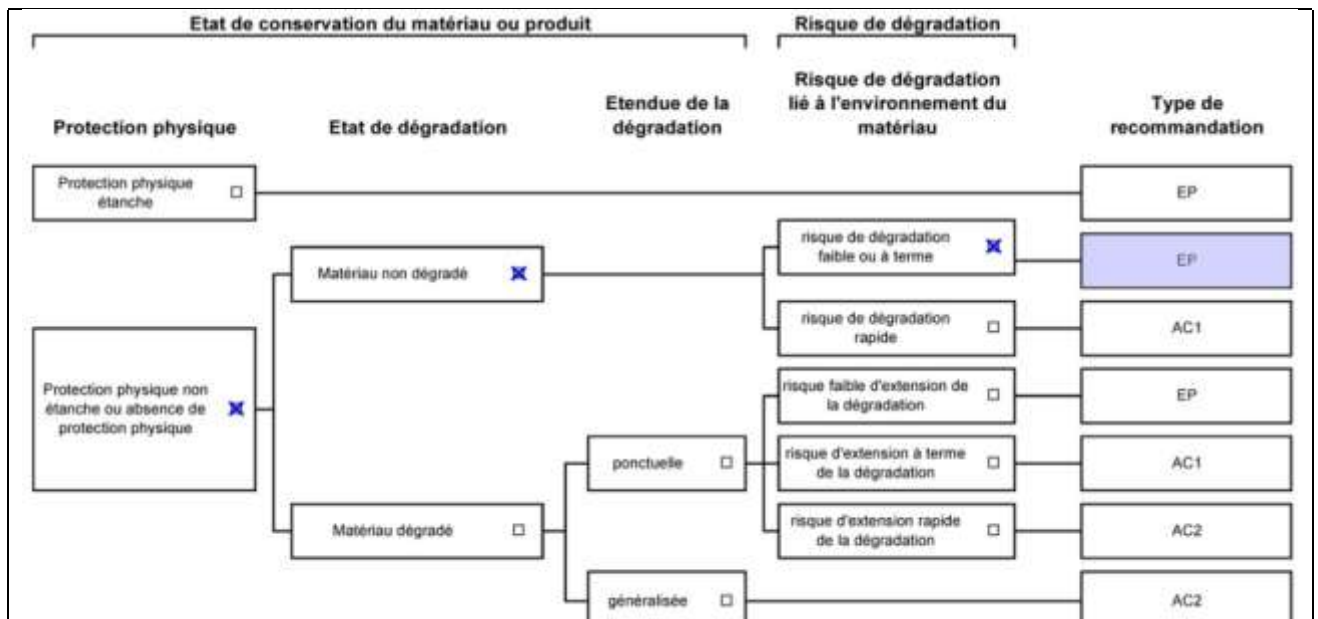 Etat de conservation du matériau ou produit
Risque de dégradation
Protection physique
Etat de dégradation
Etendue de la
dégradation
Risque de dégradation
lié à l'environnement du
matériau
Type de
recommandation
Protection physique
étanche
EP
risque de dégradation
faible ou à terme
EP
Matériau non dégradé
risque de dégradation
rapide
AC1
Protection physique non
étanche ou absence de
protection physique
risque faible d'extension de
la dégradation
EP
ponctuelle
risque d'extension à terme
de la dégradation
AC1
Matériau dégradé
risque d'extension rapide
de la dégradation
AC2
généralisée
AC2